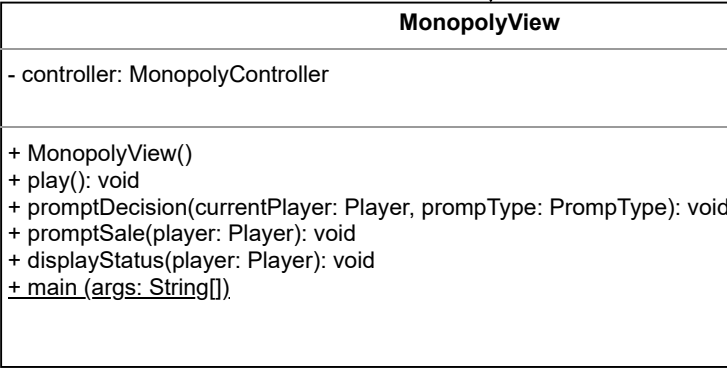 MonopolyView
- controller: MonopolyController
+ MonopolyView()
+ play(): void
+ promptDecision(currentPlayer: Player, prompType: PrompType): void
+ promptSale(player: Player): void
+ displayStatus(player: Player): void
+ main (args: String[])